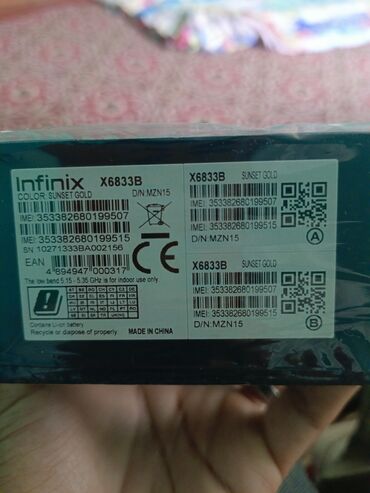 Infinix X6833B
COLOR: SUNSET GOLD D/N:MZN15
IMEI: 353382680199507
IMEI: 353382680199515
SN: 10271333BA002156
EAN
4 894947 000317
The low band 5.15 - 5.35 GHz is for indoor use only
Contains Li-ion battery
Recycle or dispose of properly. MADE IN CHINA
X6833B SUNSET GOLD
IMEI: 353382680199507
IMEI: 353382680199515
D/N:MZN15 A
X6833B SUNSET GOLD
IMEI: 353382680199507
IMEI: 353382680199515
D/N:MZN15 B